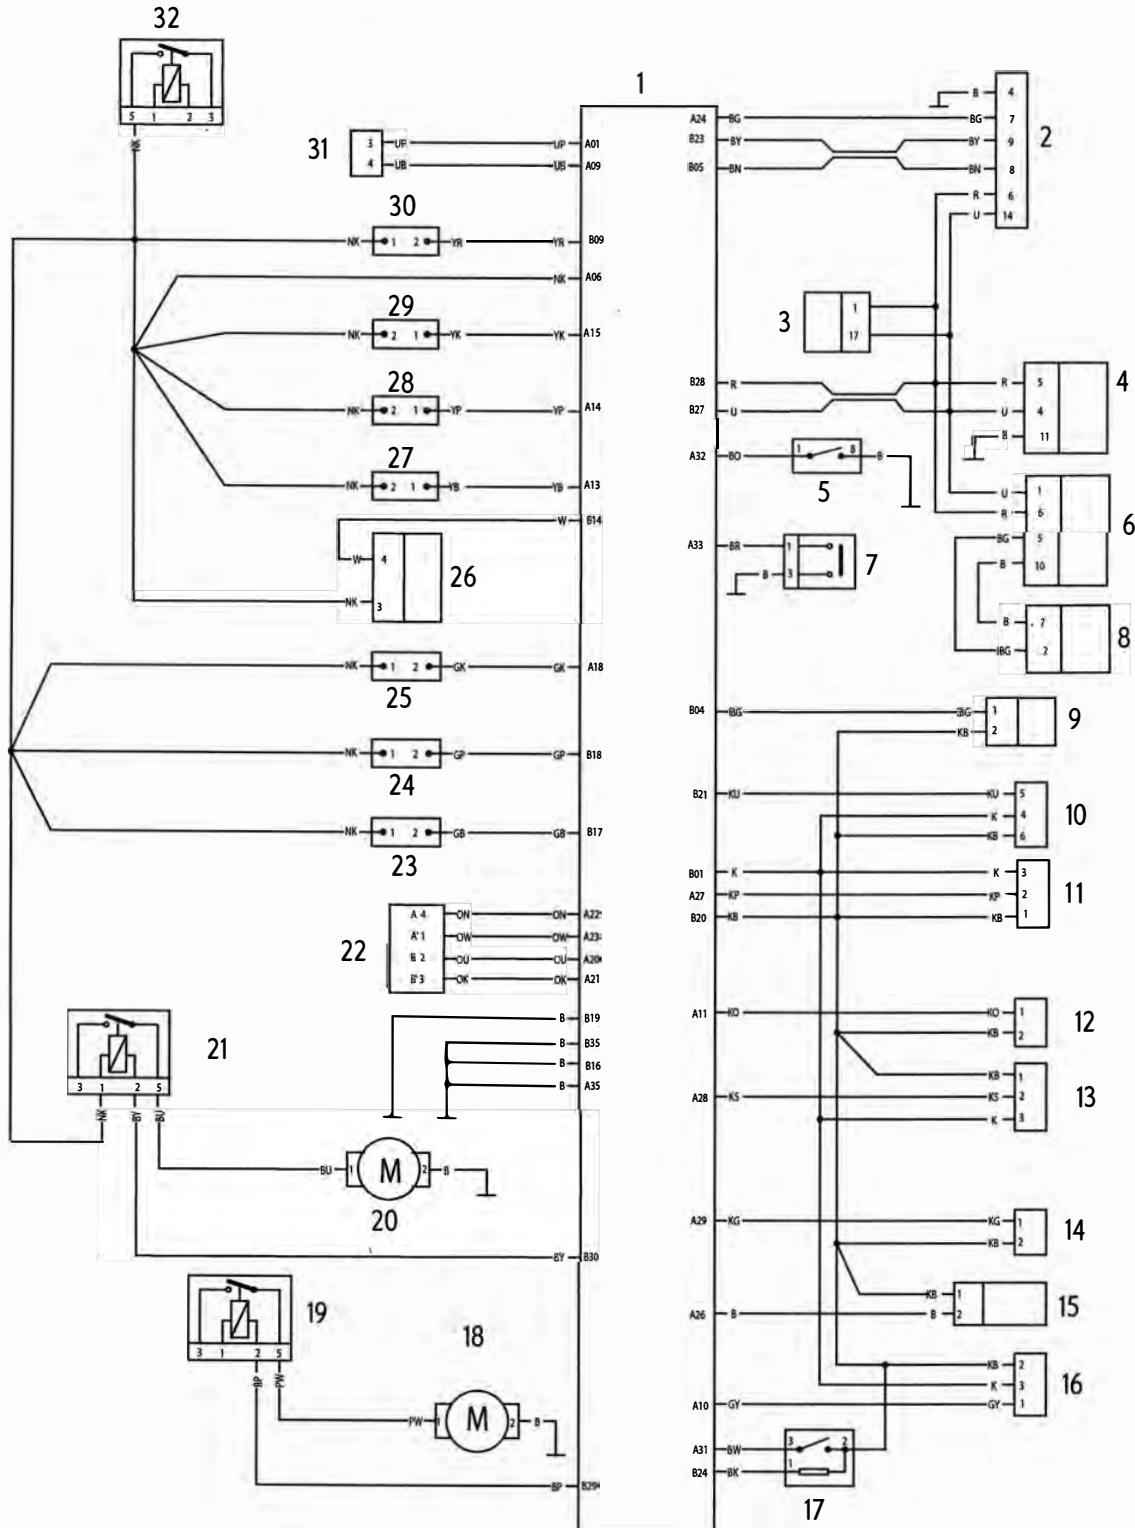 32
5 1 2 3
NK
1
31
3 UP UP A01
4 UB UB A09
A24 BG BG 7
B 4
2
B23 BY BY 9
B05 BN BN 8
R 6
U 14
30
NK 1 2 YR YR B09
NK A06
29
NK 2 1 YK YK A15
3
1
17
28
NK 2 1 YP YP A14
B28 R R 5
4
B27 U U 4
B 11
27
NK 2 1 YB YB A13
A32 BO 1 8 B
5
W B14
U 1
R 6
6
BG 5
B 10
26
W 4
NK 3
A33 BR 1
B 3
7
B 7
BG 2
8
NK 1 2 GK GK A18
25
B04 BG BG 1
KB 2
9
NK 1 2 GP GP B18
24
B21 KU KU 5
K 4
KB 6
10
NK 1 2 GB GB B17
23
B01 K K 3
A27 KP KP 2
B20 KB KB 1
11
22
A 4 ON ON A22
A 1 OW OW A23
B 2 OU OU A20
B 3 OK OK A21
B B19
B B35
B B16
B A35
A11 KO KO 1
KB 2
12
21
3 1 2 5
NK BY BU
KB 1
A28 KS KS 2
K 3
13
BU 1 M 2 B
20
BY B30
A29 KG KG 1
KB 2
14
KB 1
A26 B B 2
15
19
3 1 2 5
BP PW
18
PW 1 M 2 B
BP B29
KB 2
K 3
A10 GY GY 1
16
A31 BW 3 2
B24 BK 1
17